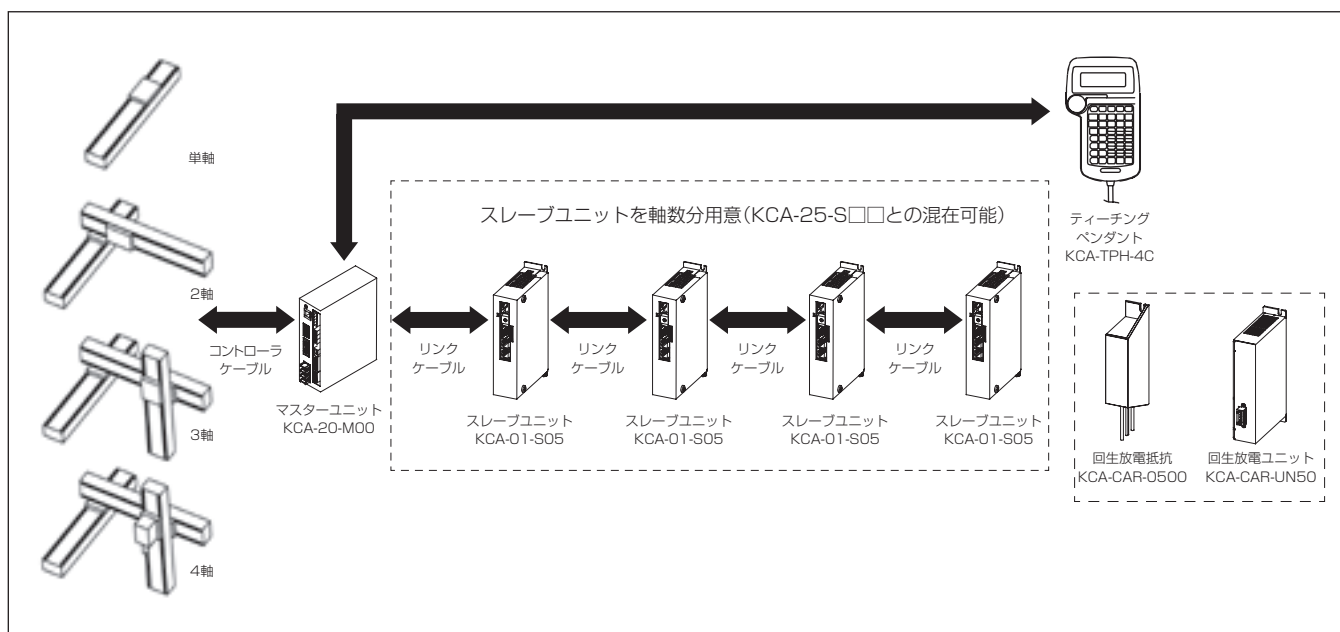 単軸
2軸
3軸
4軸
コントローラ
ケーブル
マスターユニット
KCA-20-M00
スレーブユニットを軸数分用意(KCA-25-S□□との混在可能)
リンク
ケーブル
リンク
ケーブル
リンク
ケーブル
リンク
ケーブル
スレーブユニット
KCA-01-S05
スレーブユニット
KCA-01-S05
スレーブユニット
KCA-01-S05
スレーブユニット
KCA-01-S05
ティーチング
ペンダント
KCA-TPH-4C
回生放電抵抗
KCA-CAR-0500
回生放電ユニット
KCA-CAR-UN50